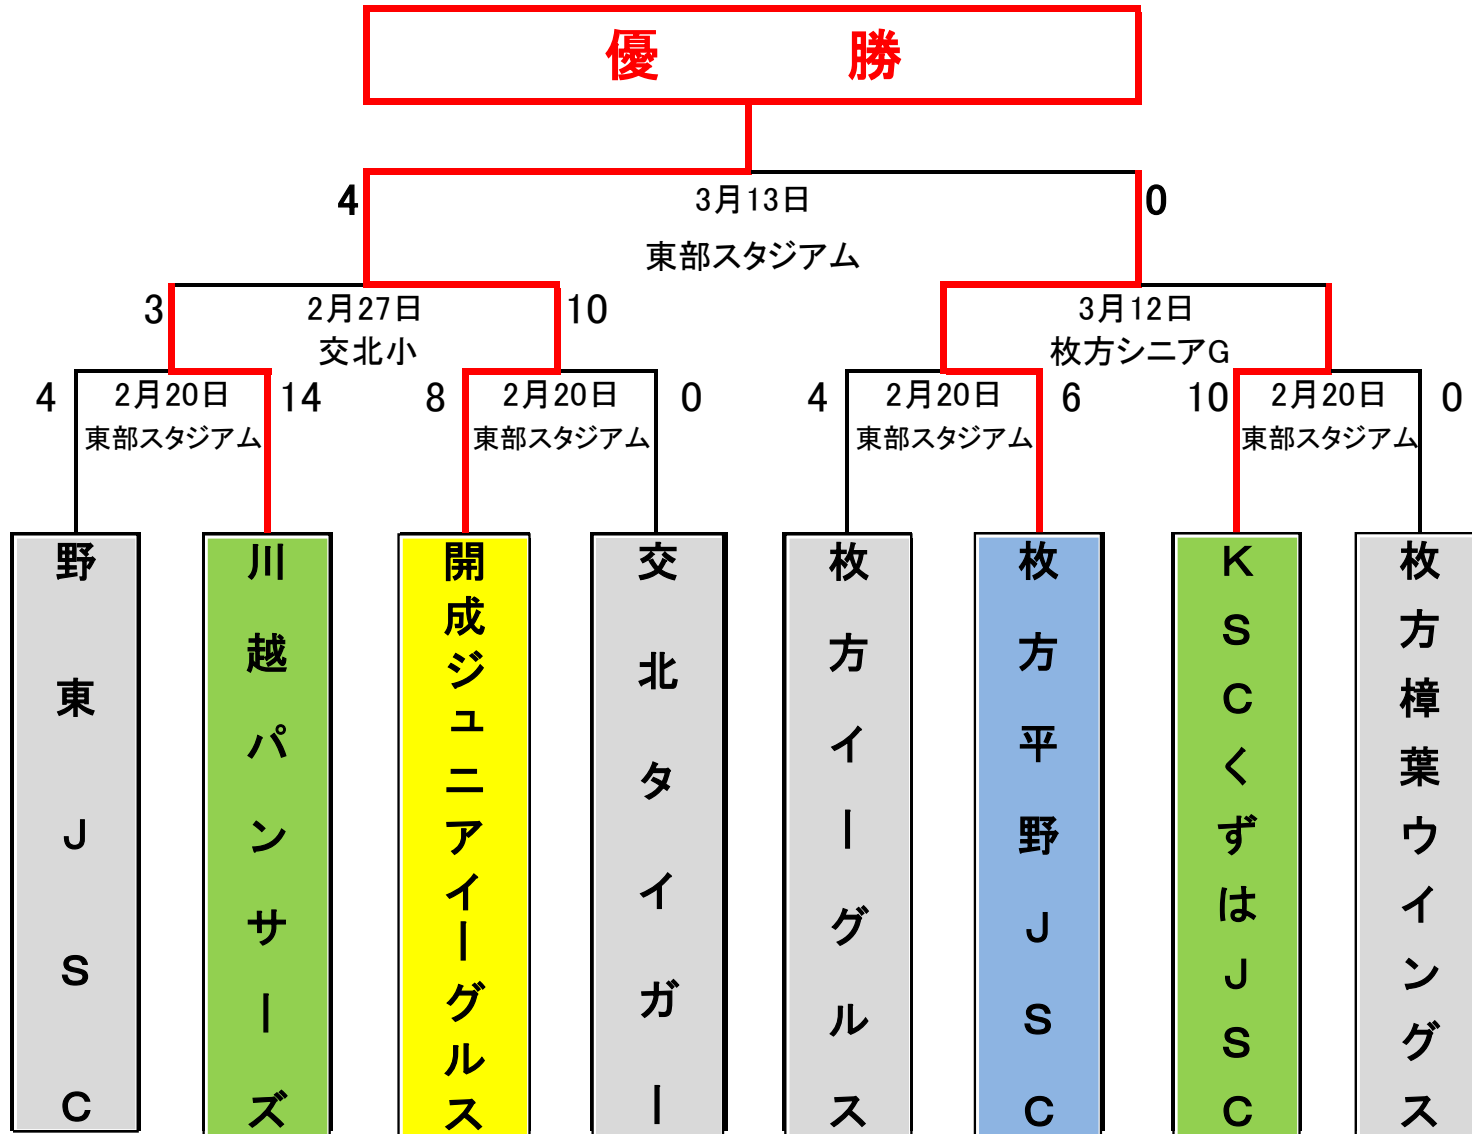 優 勝
4 3月13日 0
東部スタジアム
3 2月27日 10 3月12日
交北小 枚方シニアG
4 2月20日 14 8 2月20日 0 4 2月20日 6 10 2月20日 0
東部スタジアム 東部スタジアム 東部スタジアム 東部スタジアム
野東JSC
川越パンサーズ
開成ジュニアイーグルス
交北タイガー
枚方イーグルス
枚方平野JSC
KSCくずはJSC
枚方樟葉ウイングス